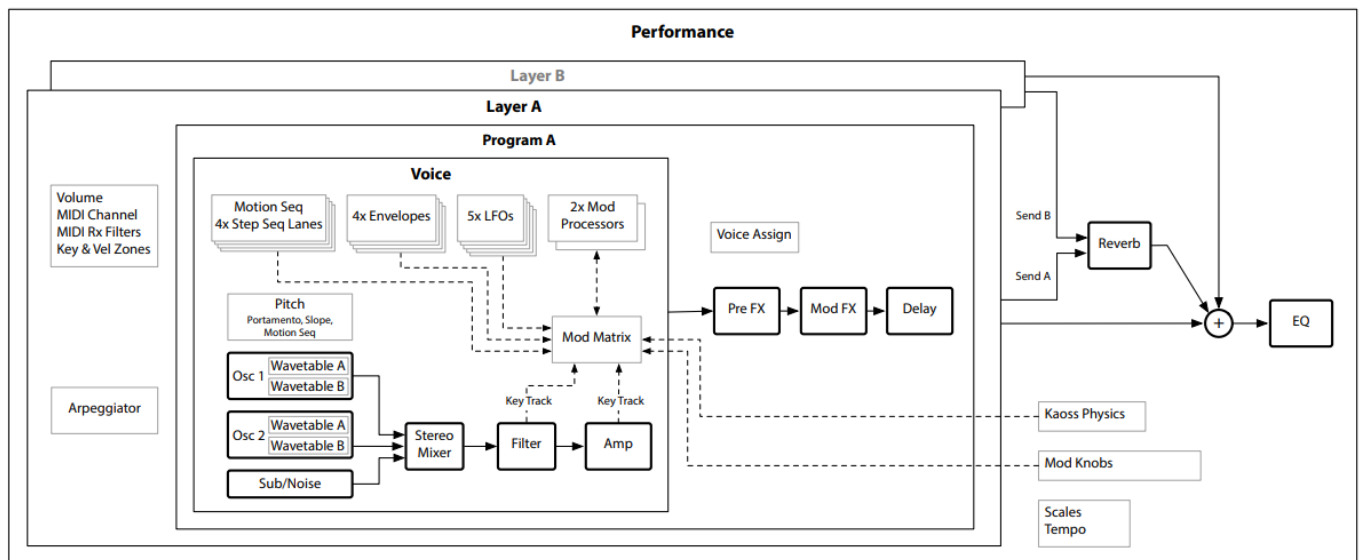 Performance
Layer B
Layer A
Program A
Voice
Volume
MIDI Channel
MIDI Rx Filters
Key & Vel Zones
Motion Seq
4x Step Seq Lanes
4x Envelopes
5x LFOs
2x Mod
Processors
Voice Assign
Send B
Reverb
Send A
Pitch
Portamento, Slope,
Motion Seq
Mod Matrix
Pre FX
Mod FX
Delay
+
EQ
Osc 1
Wavetable A
Wavetable B
Arpeggiator
Key Track
Key Track
Kaoss Physics
Osc 2
Wavetable A
Wavetable B
Stereo
Mixer
Filter
Amp
Mod Knobs
Sub/Noise
Scales
Tempo